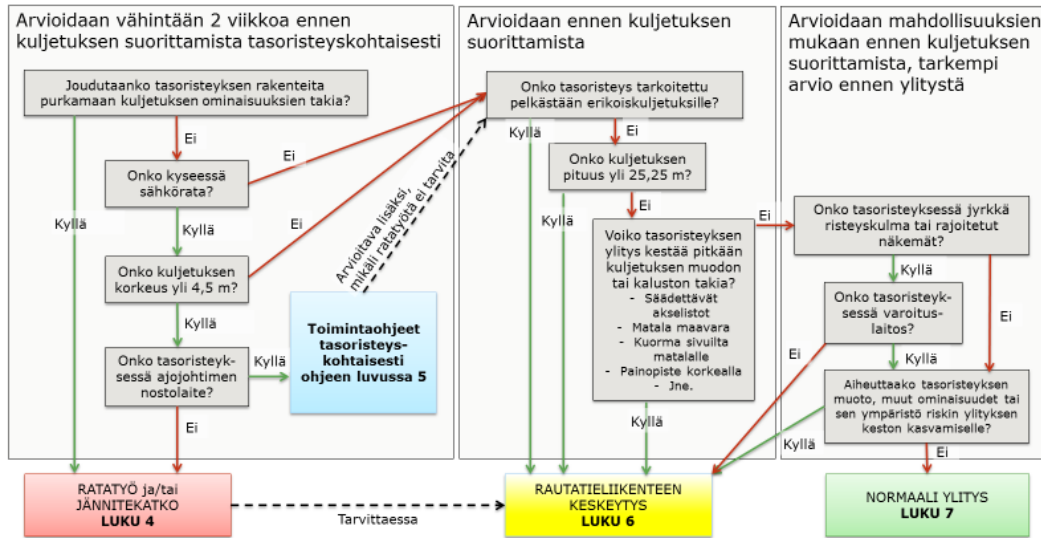 Arvioidaan vähintään 2 viikkoa ennen
kuljetuksen suorittamista tasoristeyskohtaisesti
Joudutaanko tasoristeyksen rakenteita
purkamaan kuljetuksen ominaisuuksien takia?
Ei
Onko kyseessä
sähkörata?
Ei
Kyllä
Kyllä
Onko kuljetuksen
korkeus yli 4,5 m?
Ei
Kyllä
Onko tasoristeyk-
sessä ajojohtimen
nostolaite?
Kyllä
Ei
Toimintaohjeet
tasoristeys-
kohtaisesti
ohjeen luvussa 5
Arvioitava lisäksi,
mikäli ratatyötä ei tarvita
RATATYÖ ja/tai
JÄNNITEKATKO
LUKU 4
Tarvittaessa
Arvioidaan ennen kuljetuksen
suorittamista
Onko tasoristeys tarkoitettu
pelkästään erikoiskuljetuksille?
Kyllä
Ei
Onko kuljetuksen
pituus yli 25,25 m?
Kyllä
Ei
Voiko tasoristeyksen
ylitys kestää pitkään
kuljetuksen muodon
tai kaluston takia?
- Säädettävät
akselistot
- Matala maavara
- Kuorma sivuilta
matalalle
- Painopiste korkealla
- Jne.
Ei
Kyllä
RAUTATIELIIKENTEEN
KESKEYTYS
LUKU 6
Arvioidaan mahdollisuuksien
mukaan ennen kuljetuksen
suorittamista, tarkempi
arvio ennen ylitystä
Onko tasoristeyksessä jyrkkä
risteyskulma tai rajoitetut
näkemät?
Kyllä
Ei
Onko tasoristeyk-
sessä varoitus-
laitos?
Ei
Kyllä
Aiheuttaako tasoristeyksen
muoto, muut ominaisuudet tai
sen ympäristö riskin ylityksen
keston kasvamiselle?
Kyllä
Ei
NORMAALI YLITYS
LUKU 7